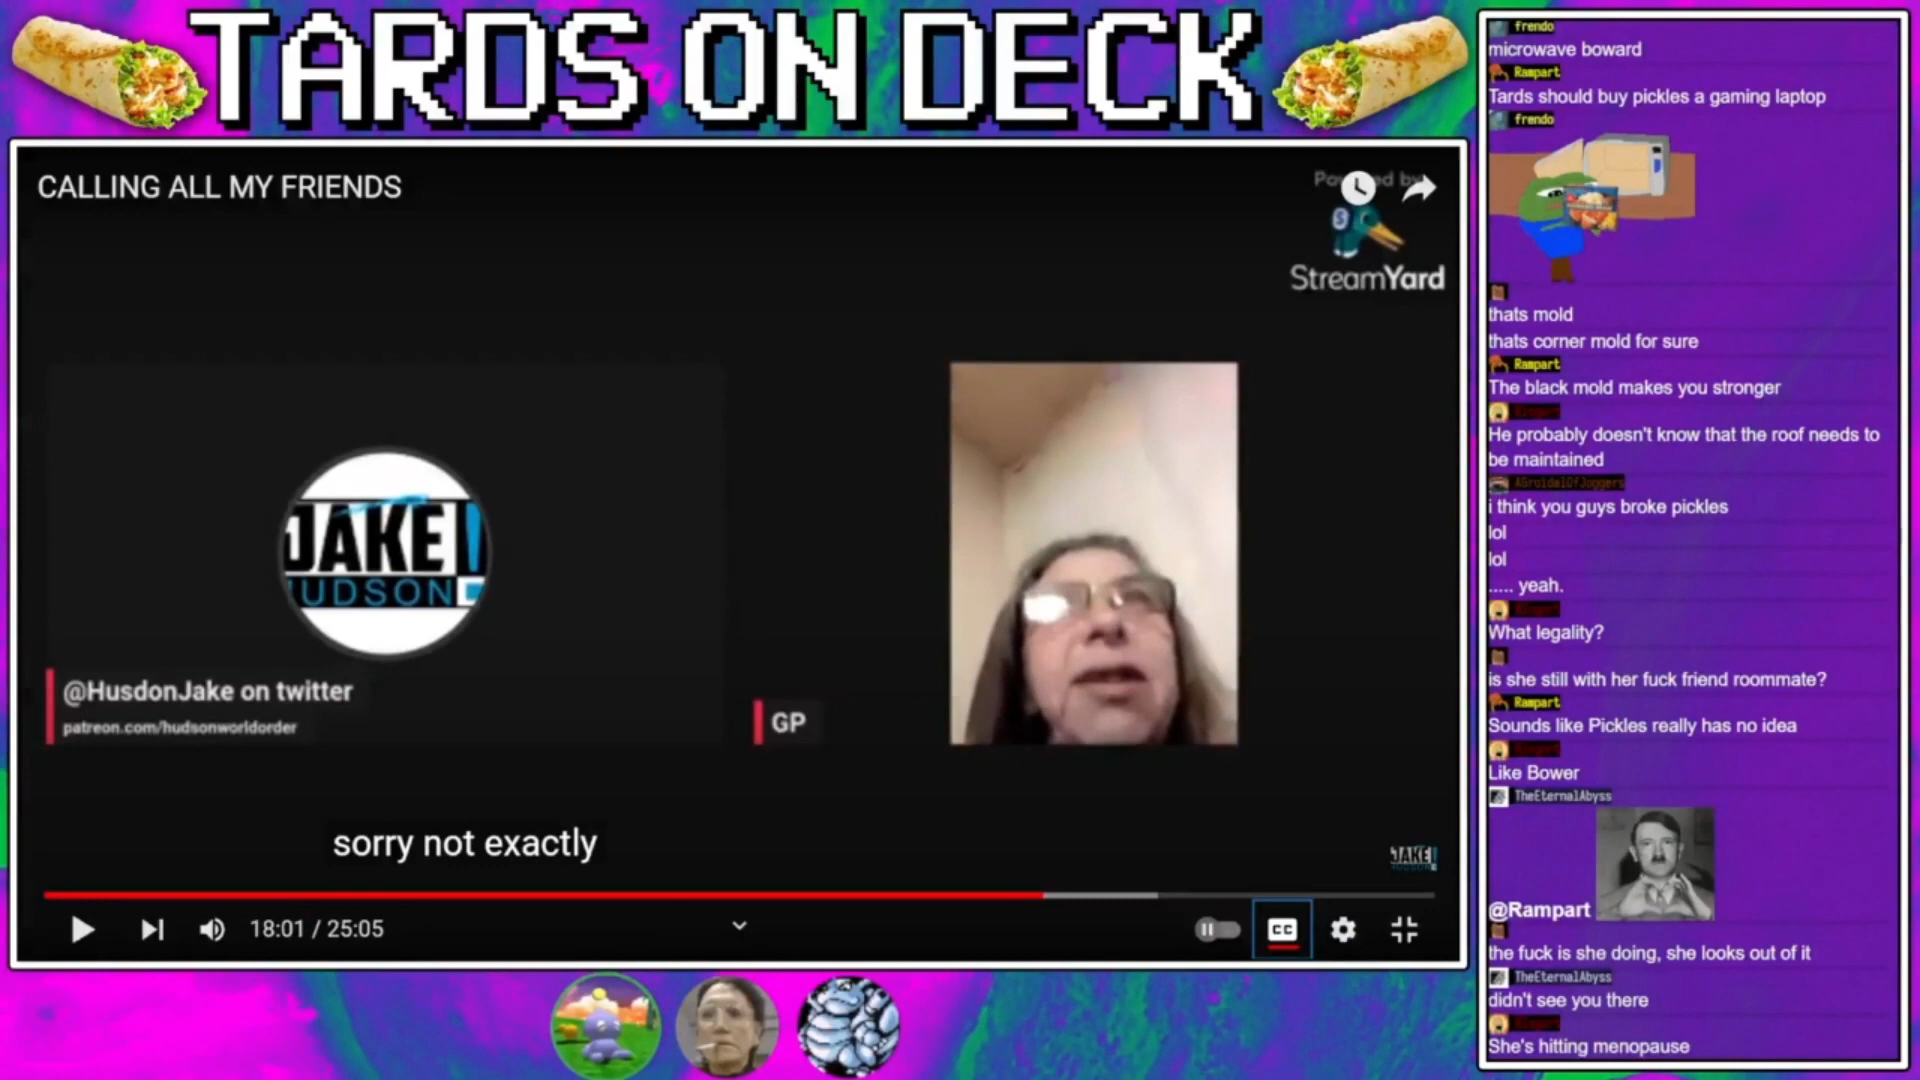 TARDS ON DECK
CALLING ALL MY FRIENDS
StreamYard
JAKE!
HUDSON
@HusdonJake on twitter
patreon.com/hudsonworldorder
GP
sorry not exactly
JAKE!
18:01 / 25:05
CC
frendo
microwave boward
Rampart
Tards should buy pickles a gaming laptop
frendo
thats mold
thats corner mold for sure
Rampart
The black mold makes you stronger
He probably doesn't know that the roof needs to
be maintained
AGroidalOfJoggers
i think you guys broke pickles
lol
lol
..... yeah.
What legality?
is she still with her fuck friend roommate?
Rampart
Sounds like Pickles really has no idea
Like Bower
TheEternalAbyss
@Rampart
the fuck is she doing, she looks out of it
TheEternalAbyss
didn't see you there
She's hitting menopause